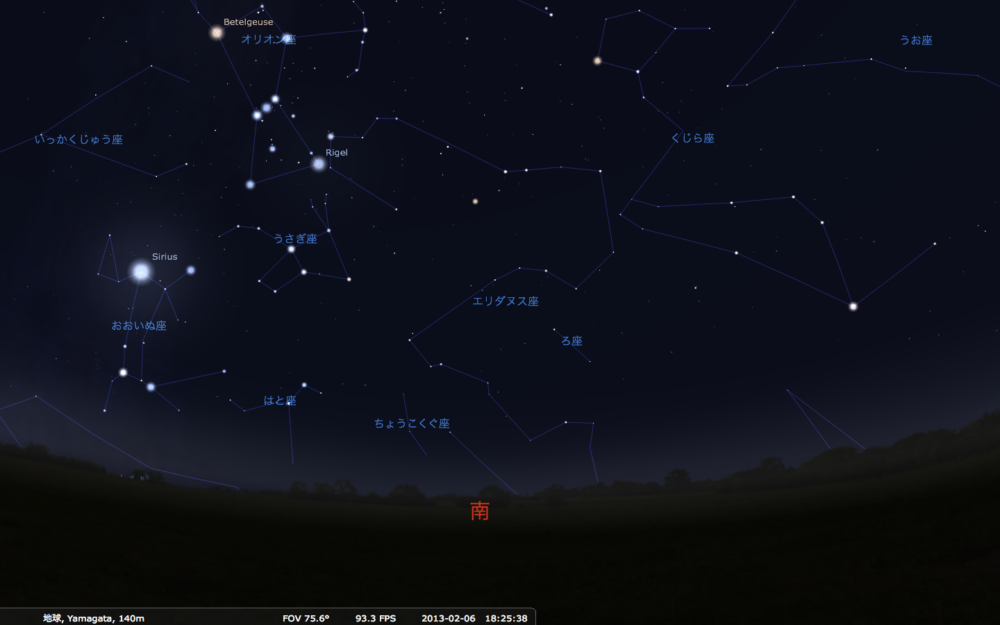 Betelgeuse
オリオン座
うお座
いっかくじゅう座
くじら座
Rigel
うさぎ座
Sirius
エリダヌス座
おおいぬ座
ろ座
はと座
ちょうこくぐ座
南
地球, Yamagata, 140m
FOV 75.6°
93.3 FPS
2013-02-06 18:25:38